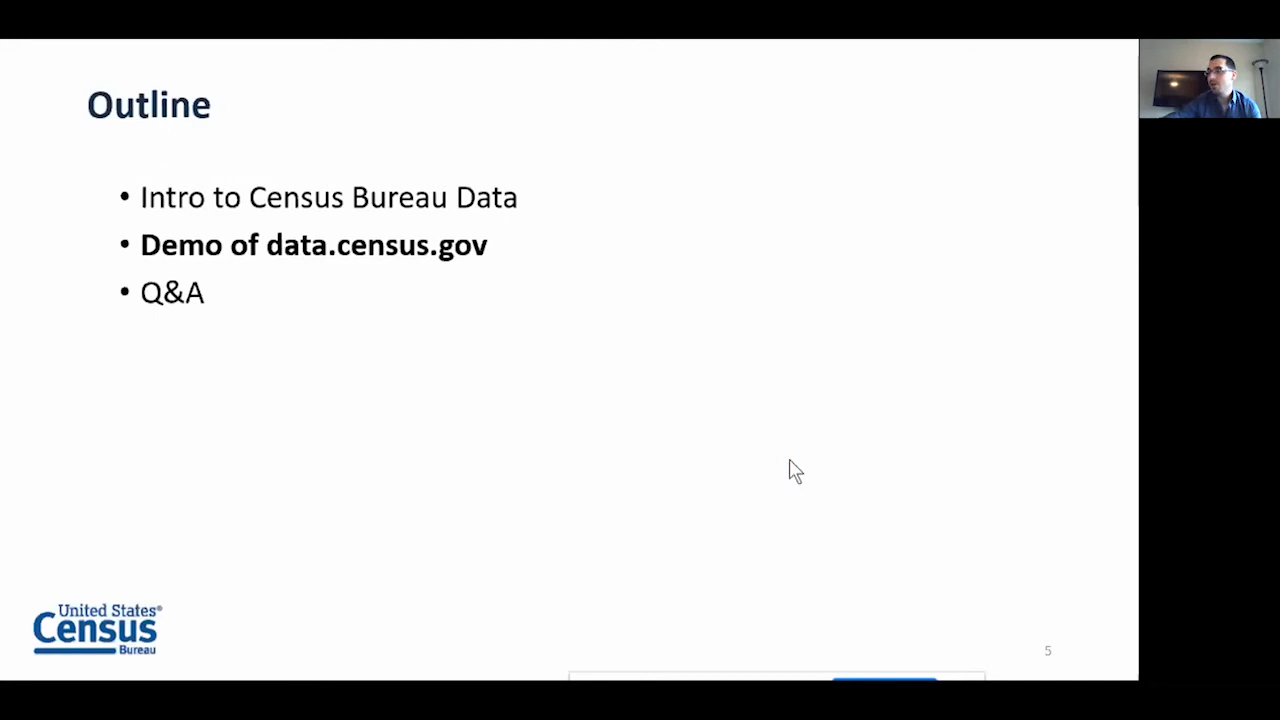 Outline
• Intro to Census Bureau Data
• Demo of data.census.gov
• Q&A
United States®
Census
Bureau
5